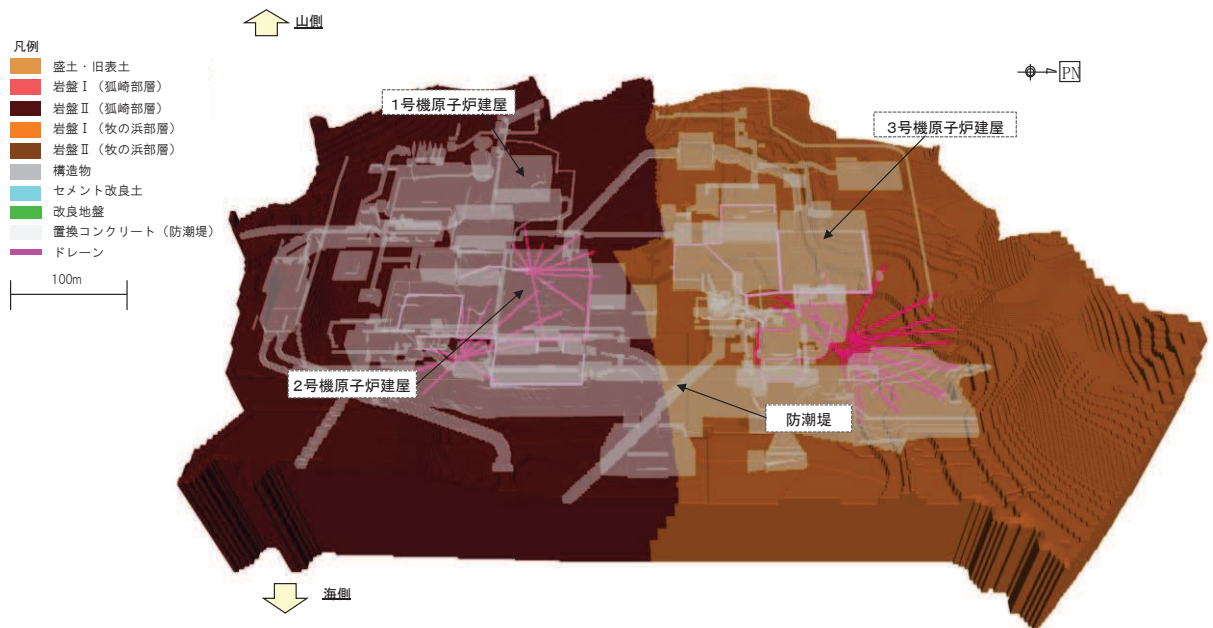 山側
凡例
盛土・旧表土
岩盤Ⅰ（狐崎部層）
岩盤Ⅱ（狐崎部層）
岩盤Ⅰ（牧の浜部層）
岩盤Ⅱ（牧の浜部層）
構造物
セメント改良土
改良地盤
置換コンクリート（防潮堤）
ドレーン
100m
PN
1号機原子炉建屋
3号機原子炉建屋
2号機原子炉建屋
防潮堤
海側